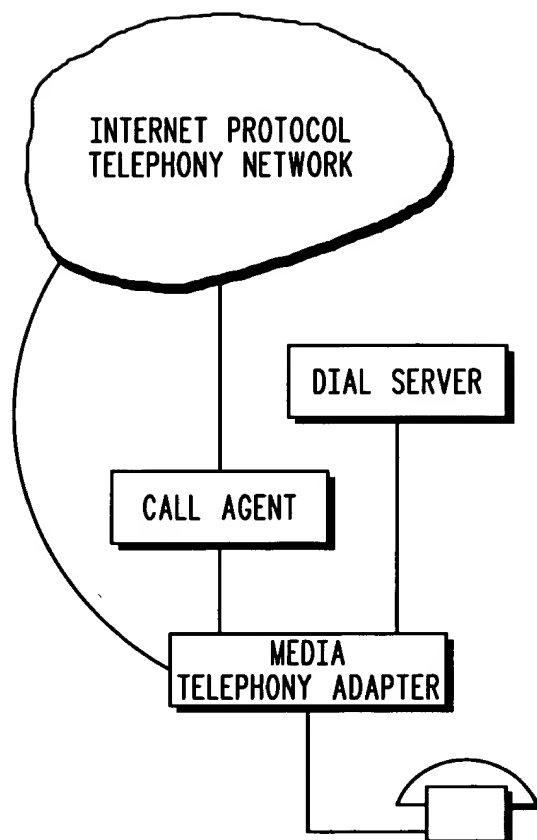 INTERNET PROTOCOL
TELEPHONY NETWORK
DIAL SERVER
CALL AGENT
MEDIA
TELEPHONY ADAPTER